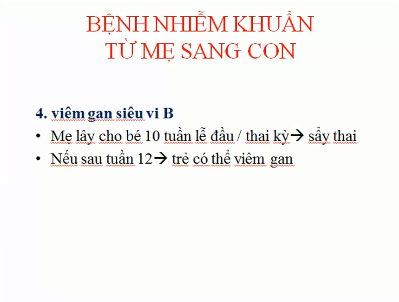 BỆNH NHIỄM KHUẨN
TỪ MẸ SANG CON
4. viêm gan siêu vi B
• Mẹ lây cho bé 10 tuần lễ đầu / thai kỳ→ sẩy thai
• Nếu sau tuần 12→ trẻ có thể viêm gan